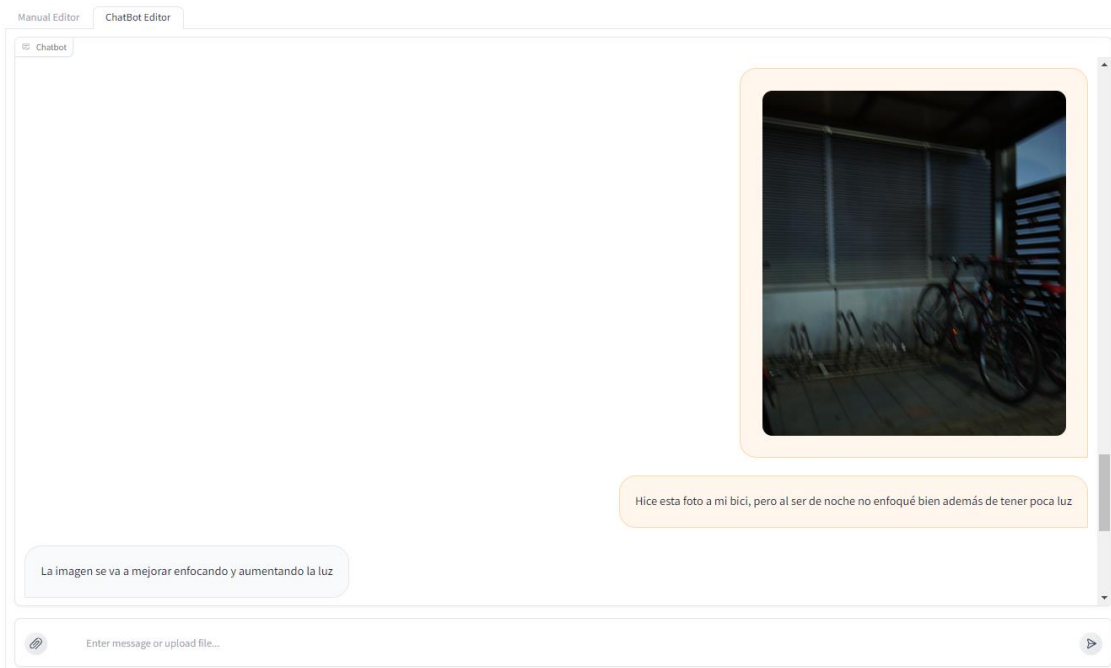 Manual Editor
ChatBot Editor
Chatbot
Hice esta foto a mi bici, pero al ser de noche no enfoqué bien además de tener poca luz
La imagen se va a mejorar enfocando y aumentando la luz
Enter message or upload file...